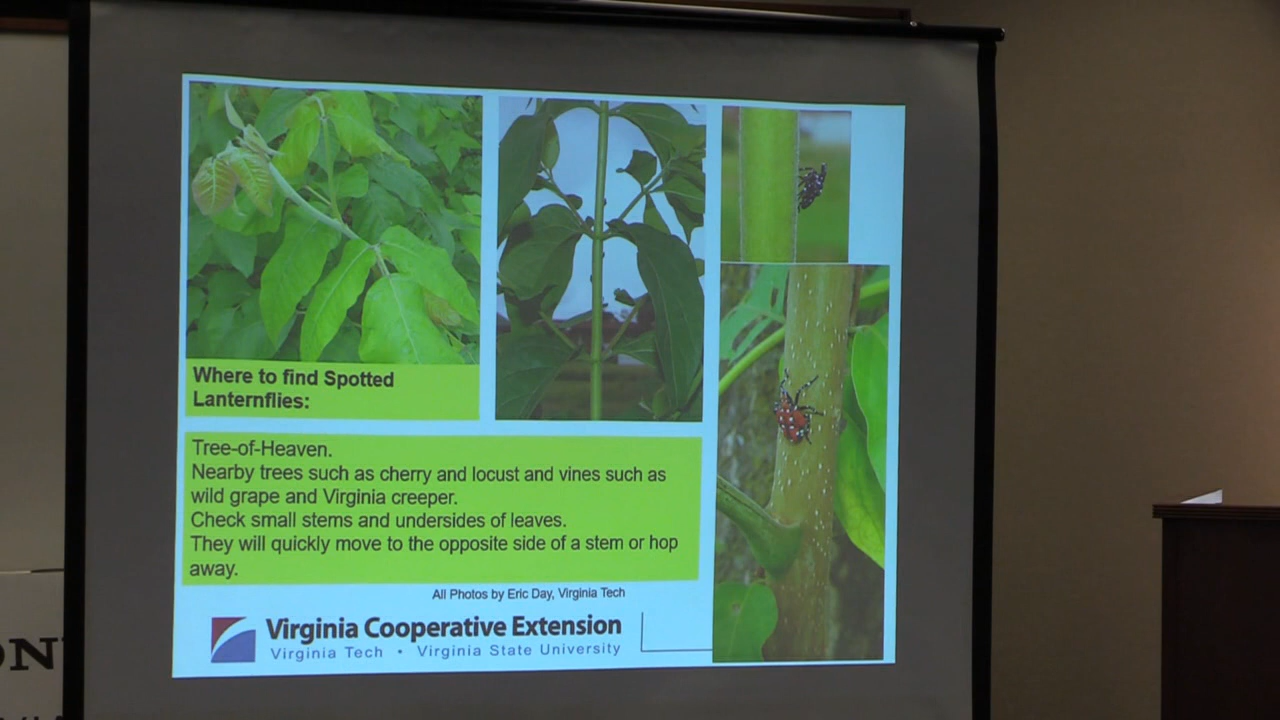 Where to find Spotted
Lanternflies:
Tree-of-Heaven.
Nearby trees such as cherry and locust and vines such as
wild grape and Virginia creeper.
Check small stems and undersides of leaves.
They will quickly move to the opposite side of a stem or hop
away.
All Photos by Eric Day, Virginia Tech
Virginia Cooperative Extension
Virginia Tech • Virginia State University